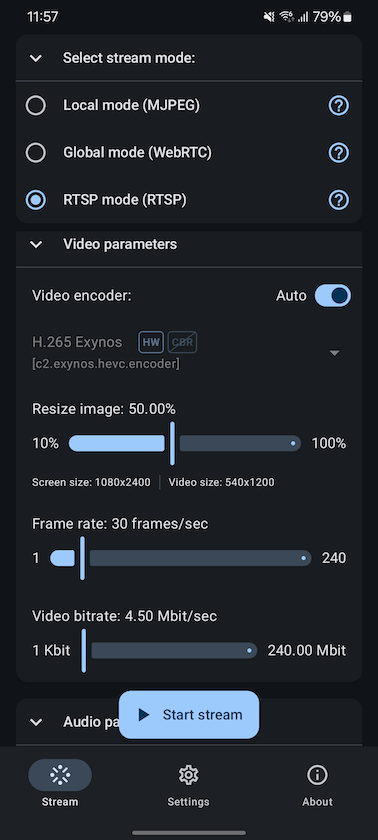 11:57 79%
Select stream mode:
Local mode (MJPEG)
Global mode (WebRTC)
RTSP mode (RTSP)
Video parameters
Video encoder: Auto
H.265 Exynos HW CBR
[c2.exynos.hevc.encoder]
Resize image: 50.00%
10% 100%
Screen size: 1080x2400 Video size: 540x1200
Frame rate: 30 frames/sec
1 240
Video bitrate: 4.50 Mbit/sec
1 Kbit 240.00 Mbit
Audio pa
Start stream
Stream Settings About